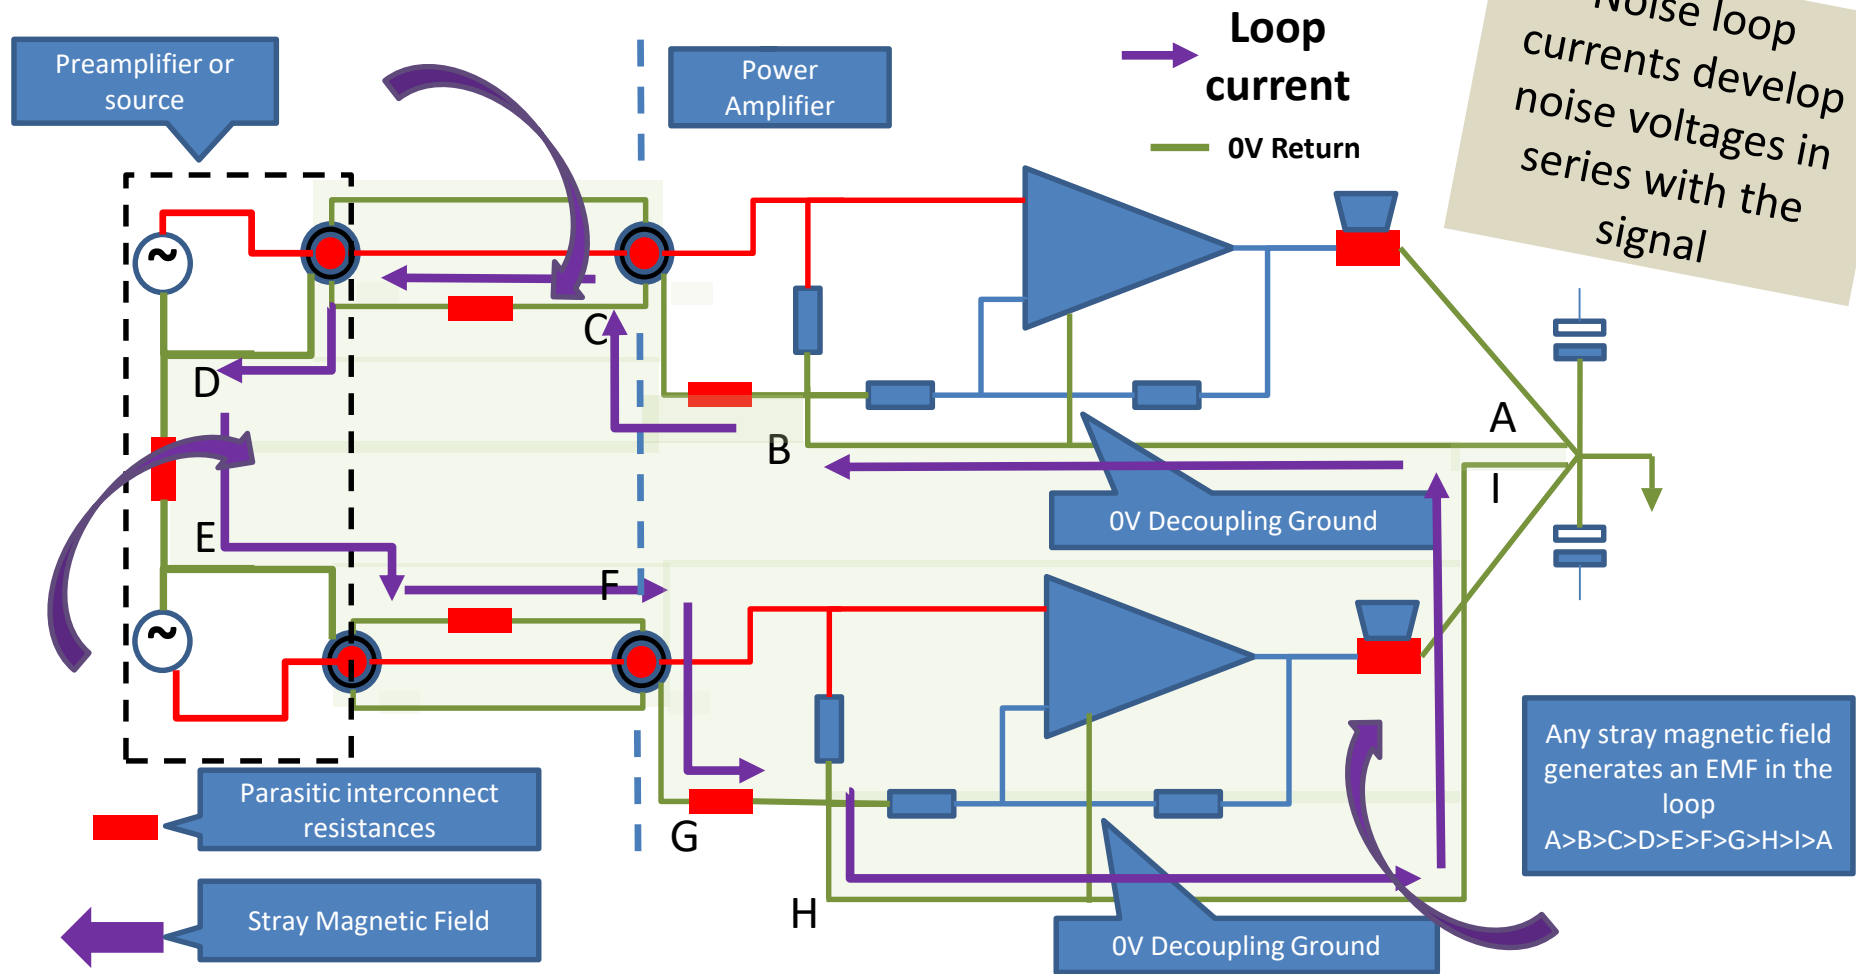 Preamplifier or
source
Power
Amplifier
Loop
current
0V Return
Noise loop
currents develop
noise voltages in
series with the
signal
~
C
D
A
B
I
0V Decoupling Ground
E
F
~
Any stray magnetic field
generates an EMF in the
loop
A>B>C>D>E>F>G>H>I>A
Parasitic interconnect
resistances
G
H
Stray Magnetic Field
0V Decoupling Ground